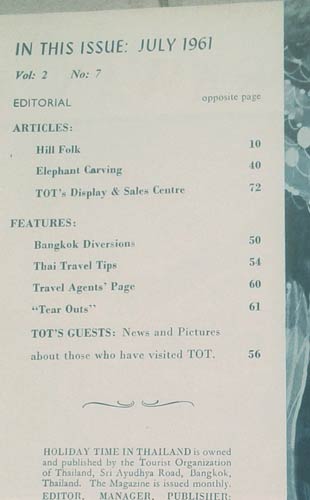 IN THIS ISSUE: JULY 1961
Vol: 2 No: 7
EDITORIAL opposite page
ARTICLES:
Hill Folk 10
Elephant Carving 40
TOT's Display & Sales Centre 72
FEATURES:
Bangkok Diversions 50
Thai Travel Tips 54
Travel Agents' Page 60
"Tear Outs" 61
TOT'S GUESTS: News and Pictures
about those who have visited TOT. 56
HOLIDAY TIME IN THAILAND is owned
and published by the Tourist Organization
of Thailand, Sri Ayudhya Road, Bangkok,
Thailand. The Magazine is issued monthly.
EDITOR, MANAGER, PUBLISHER: